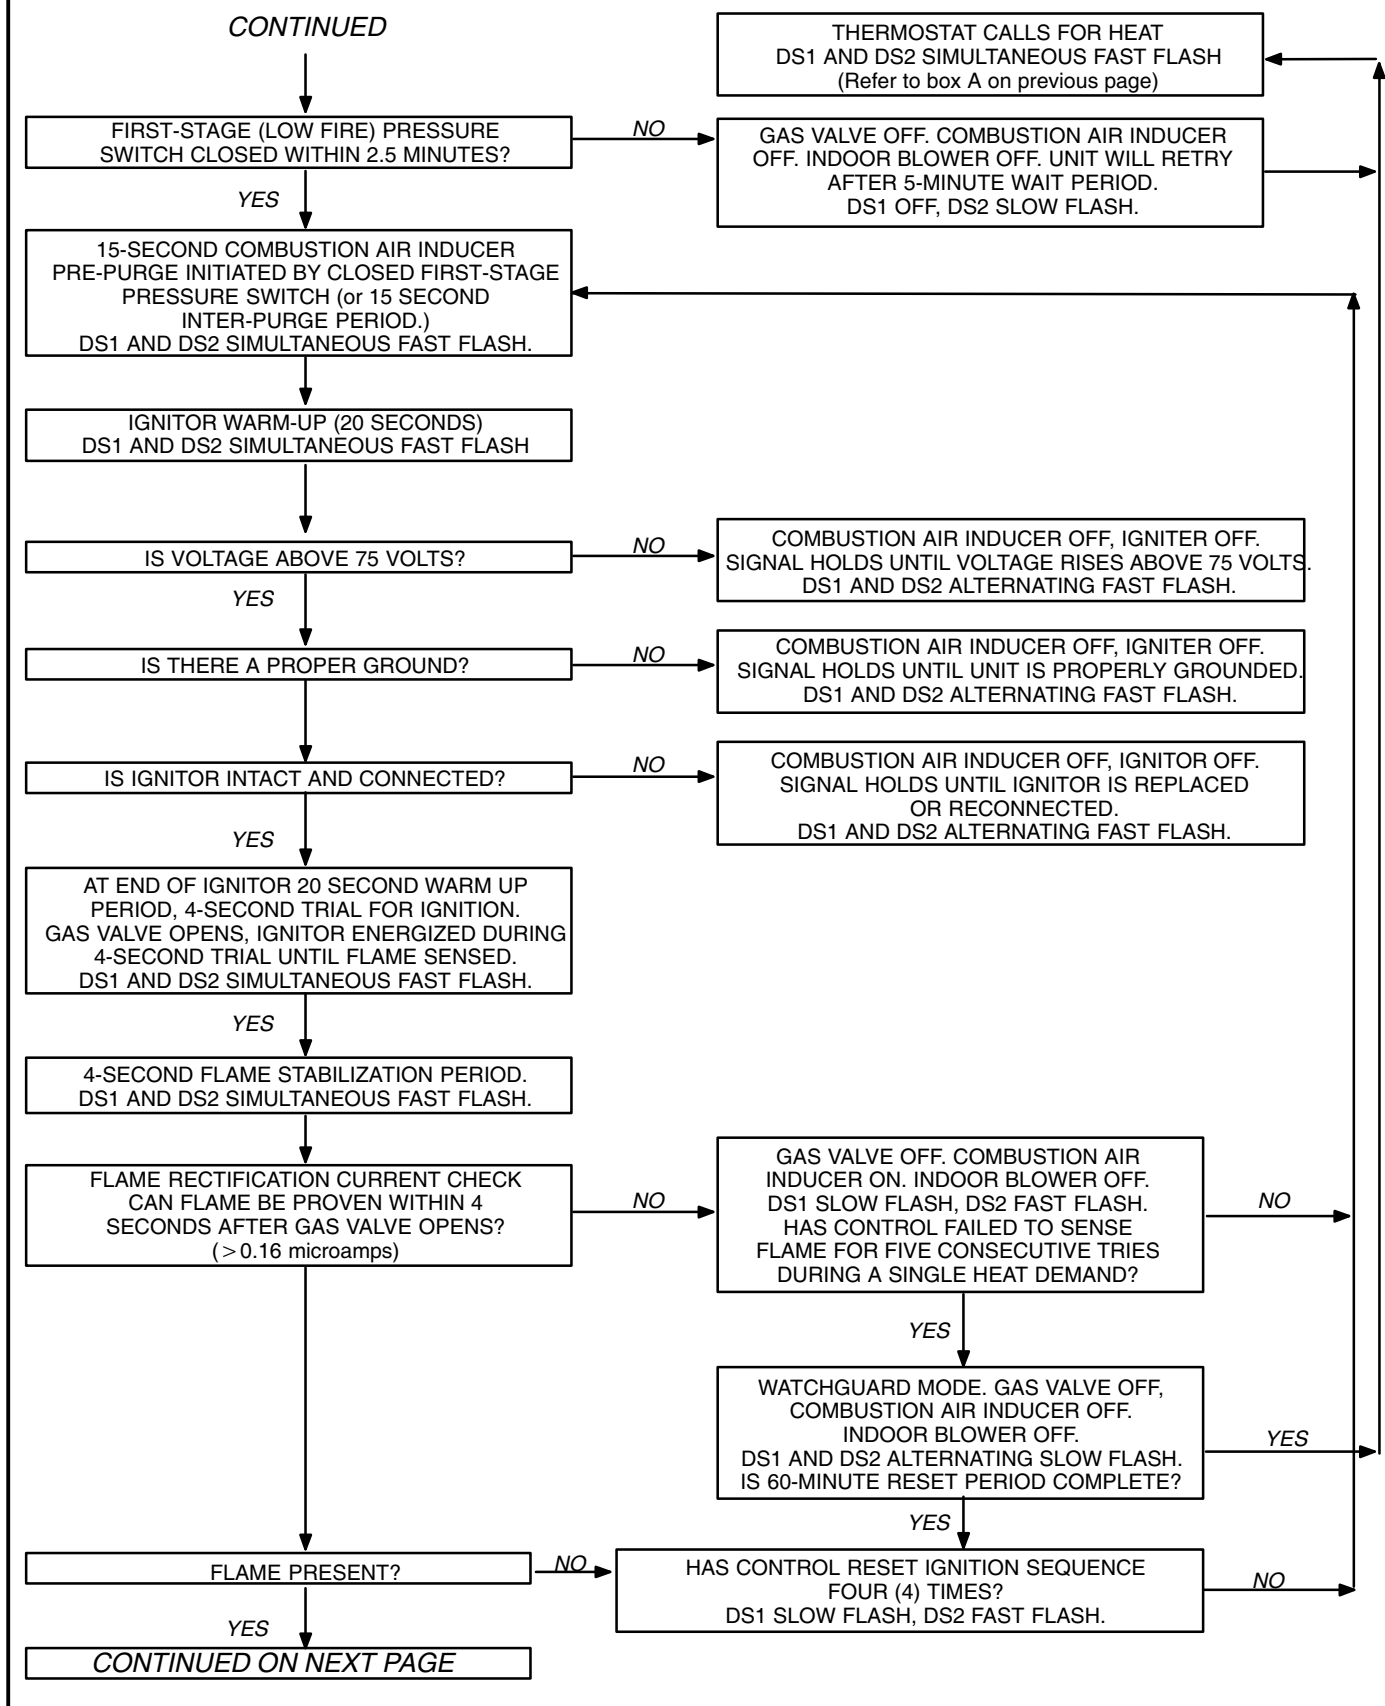 CONTINUED
THERMOSTAT CALLS FOR HEAT
DS1 AND DS2 SIMULTANEOUS FAST FLASH
(Refer to box A on previous page)
FIRST-STAGE (LOW FIRE) PRESSURE
SWITCH CLOSED WITHIN 2.5 MINUTES?
NO
GAS VALVE OFF. COMBUSTION AIR INDUCER
OFF. INDOOR BLOWER OFF. UNIT WILL RETRY
AFTER 5-MINUTE WAIT PERIOD.
DS1 OFF, DS2 SLOW FLASH.
YES
15-SECOND COMBUSTION AIR INDUCER
PRE-PURGE INITIATED BY CLOSED FIRST-STAGE
PRESSURE SWITCH (or 15 SECOND
INTER-PURGE PERIOD.)
DS1 AND DS2 SIMULTANEOUS FAST FLASH.
IGNITOR WARM-UP (20 SECONDS)
DS1 AND DS2 SIMULTANEOUS FAST FLASH
IS VOLTAGE ABOVE 75 VOLTS?
NO
COMBUSTION AIR INDUCER OFF, IGNITER OFF.
SIGNAL HOLDS UNTIL VOLTAGE RISES ABOVE 75 VOLTS.
DS1 AND DS2 ALTERNATING FAST FLASH.
YES
IS THERE A PROPER GROUND?
NO
COMBUSTION AIR INDUCER OFF, IGNITER OFF.
SIGNAL HOLDS UNTIL UNIT IS PROPERLY GROUNDED.
DS1 AND DS2 ALTERNATING FAST FLASH.
IS IGNITOR INTACT AND CONNECTED?
NO
COMBUSTION AIR INDUCER OFF, IGNITOR OFF.
SIGNAL HOLDS UNTIL IGNITOR IS REPLACED
OR RECONNECTED.
DS1 AND DS2 ALTERNATING FAST FLASH.
YES
AT END OF IGNITOR 20 SECOND WARM UP
PERIOD, 4-SECOND TRIAL FOR IGNITION.
GAS VALVE OPENS, IGNITOR ENERGIZED DURING
4-SECOND TRIAL UNTIL FLAME SENSED.
DS1 AND DS2 SIMULTANEOUS FAST FLASH.
YES
4-SECOND FLAME STABILIZATION PERIOD.
DS1 AND DS2 SIMULTANEOUS FAST FLASH.
FLAME RECTIFICATION CURRENT CHECK
CAN FLAME BE PROVEN WITHIN 4
SECONDS AFTER GAS VALVE OPENS?
(>0.16 microamps)
NO
GAS VALVE OFF. COMBUSTION AIR
INDUCER ON. INDOOR BLOWER OFF.
DS1 SLOW FLASH, DS2 FAST FLASH.
HAS CONTROL FAILED TO SENSE
FLAME FOR FIVE CONSECUTIVE TRIES
DURING A SINGLE HEAT DEMAND?
NO
YES
WATCHGUARD MODE. GAS VALVE OFF,
COMBUSTION AIR INDUCER OFF.
INDOOR BLOWER OFF.
DS1 AND DS2 ALTERNATING SLOW FLASH.
IS 60-MINUTE RESET PERIOD COMPLETE?
YES
YES
FLAME PRESENT?
NO
HAS CONTROL RESET IGNITION SEQUENCE
FOUR (4) TIMES?
DS1 SLOW FLASH, DS2 FAST FLASH.
NO
YES
CONTINUED ON NEXT PAGE